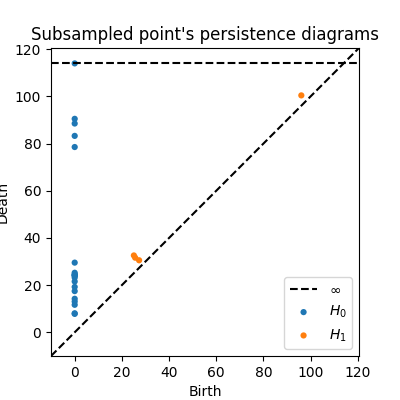 Subsampled point's persistence diagrams
120
100
80
60
40
20
0
Death
0 20 40 60 80 100 120
Birth
∞
H₀
H₁